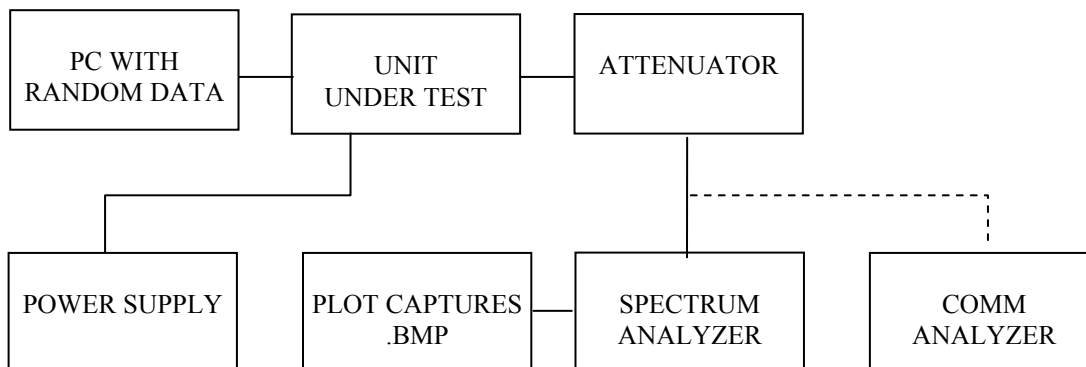 PC WITH
RANDOM DATA
UNIT
UNDER TEST
ATTENUATOR
POWER SUPPLY
PLOT CAPTURES
.BMP
SPECTRUM
ANALYZER
COMM
ANALYZER